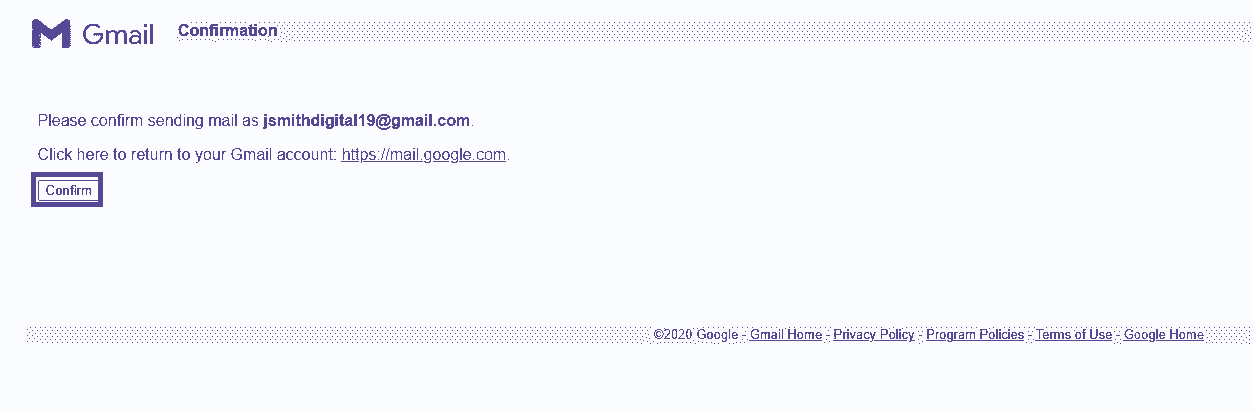 Gmail Confirmation
Please confirm sending mail as jsmithdigital19@gmail.com.
Click here to return to your Gmail account: https://mail.google.com.
Confirm
©2020 Google - Gmail Home - Privacy Policy - Program Policies - Terms of Use - Google Home